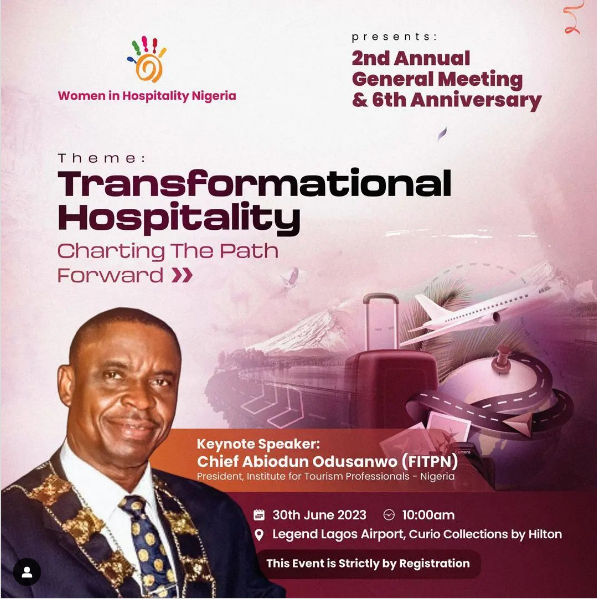 Women in Hospitality Nigeria
presents:
2nd Annual
General Meeting
& 6th Anniversary
Theme:
Transformational
Hospitality
Charting The Path
Forward »
Keynote Speaker:
Chief Abiodun Odusanwo (FITPN)
President, Institute for Tourism Professionals - Nigeria
30th June 2023 10:00am
Legend Lagos Airport, Curio Collections by Hilton
This Event is Strictly by Registration